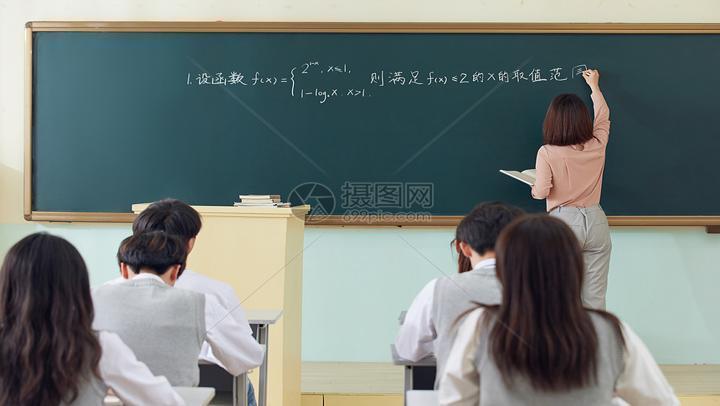 1.设函数 f(x)={2^(1-x), x≤1, 则满足 f(x)≤2的x的取值范围
1-log₂x, x>1.
摄图网
699pic.com